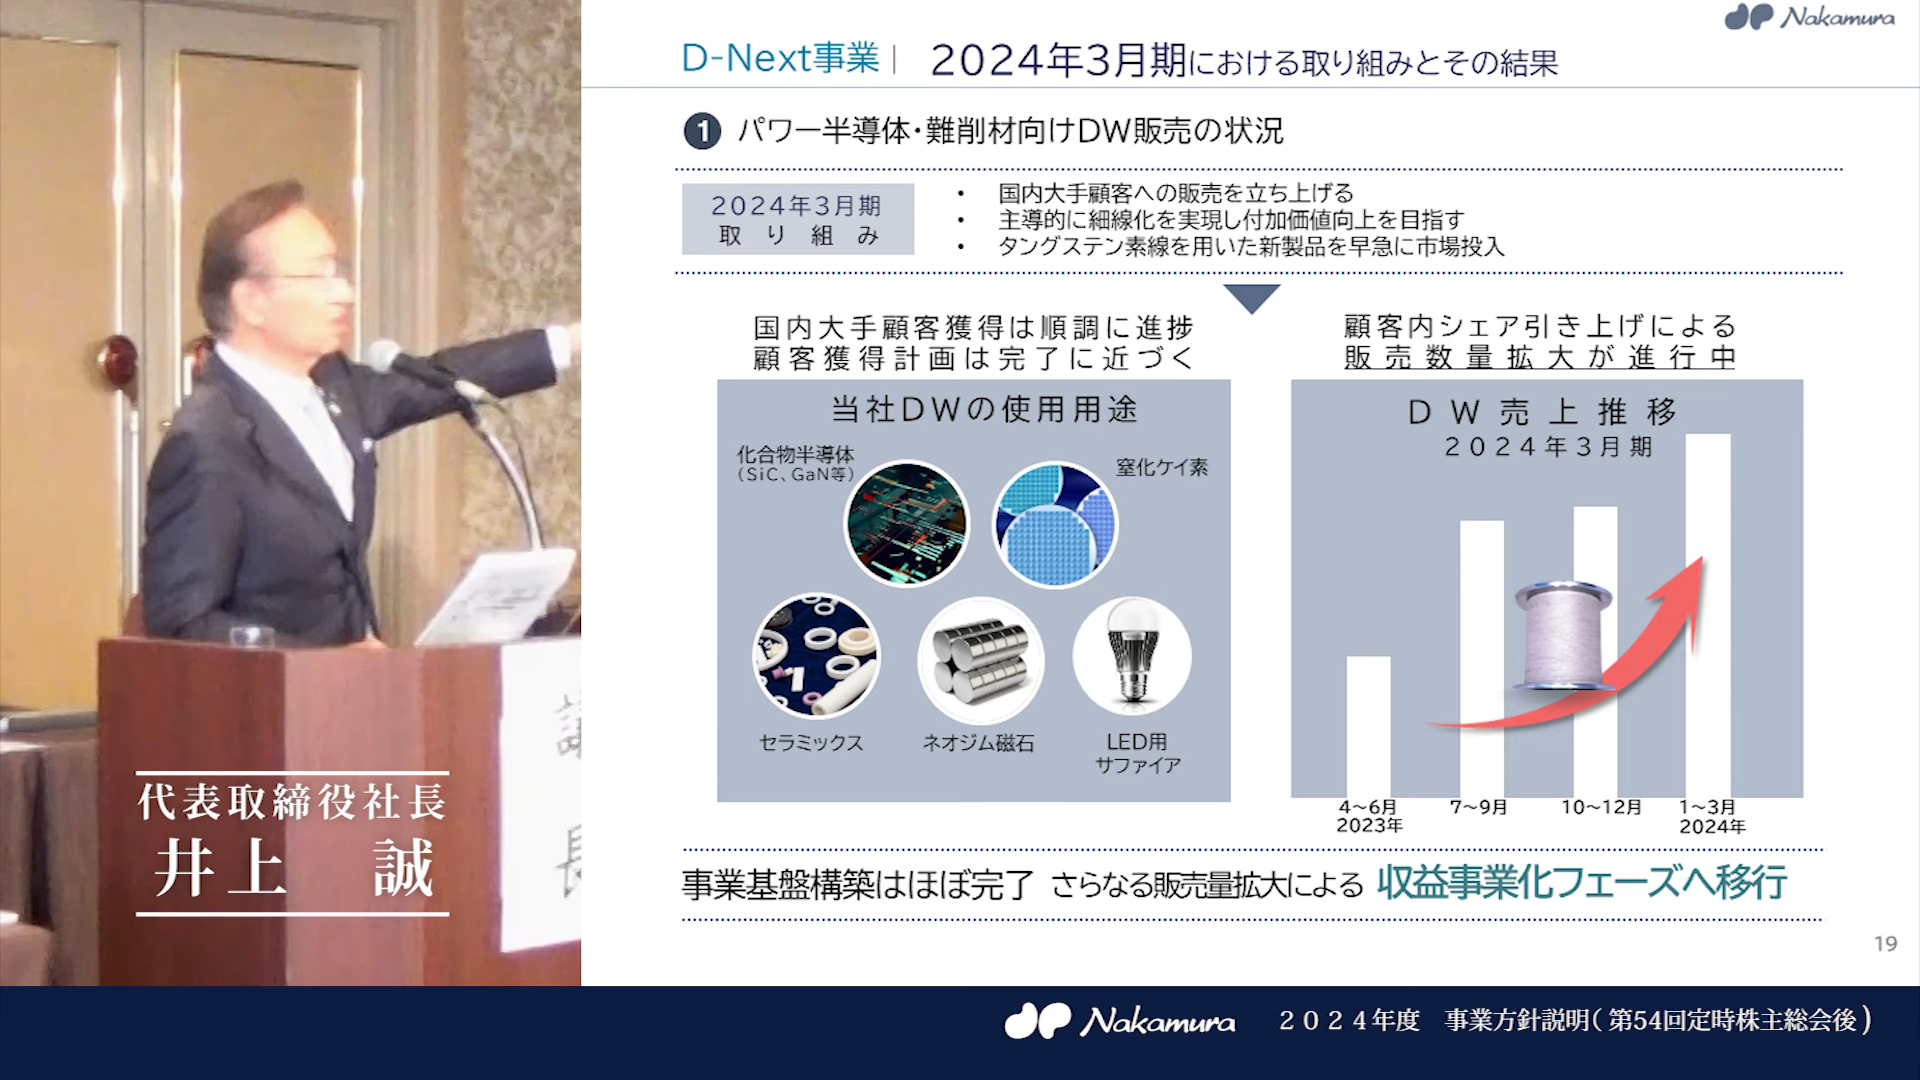 Nakamura
D-Next事業| 2024年3月期における取り組みとその結果
1 パワー半導体・難削材向けDW販売の状況
2024年3月期
取り組み
• 国内大手顧客への販売を立ち上げる
• 主導的に細線化を実現し付加価値向上を目指す
• タングステン素線を用いた新製品を早急に市場投入
国内大手顧客獲得は順調に進捗
顧客獲得計画は完了に近づく
当社DWの使用用途
化合物半導体
(SiC、GaN等)
窒化ケイ素
セラミックス
ネオジム磁石
LED用
サファイア
顧客内シェア引き上げによる
販売数量拡大が進行中
DW売上推移
2024年3月期
4～6月
2023年
7～9月
10～12月
1～3月
2024年
事業基盤構築はほぼ完了 さらなる販売量拡大による 収益事業化フェーズへ移行
19
代表取締役社長
井上 誠
Nakamura 2024年度 事業方針説明(第54回定時株主総会後)